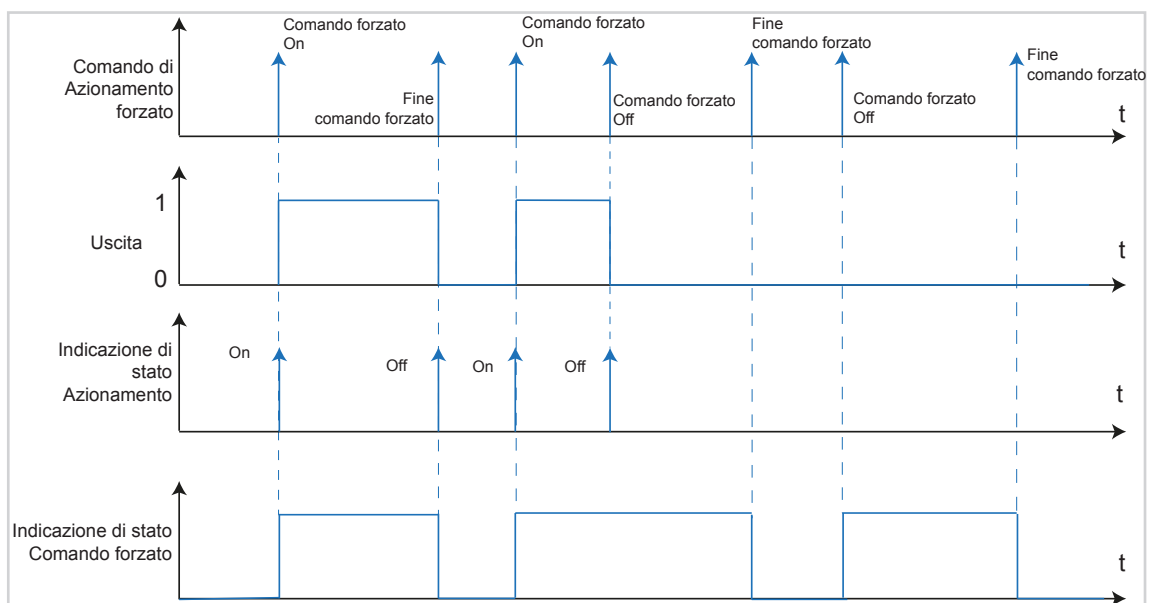 Comando di
Azionamento
forzato
Comando forzato
On
Fine
comando forzato
Comando forzato
On
Comando forzato
Off
Fine
comando forzato
Comando forzato
Off
Fine
comando forzato
t
1
Uscita
0
t
Indicazione di
stato
Azionamento
On
Off
On
Off
t
Indicazione di stato
Comando forzato
t